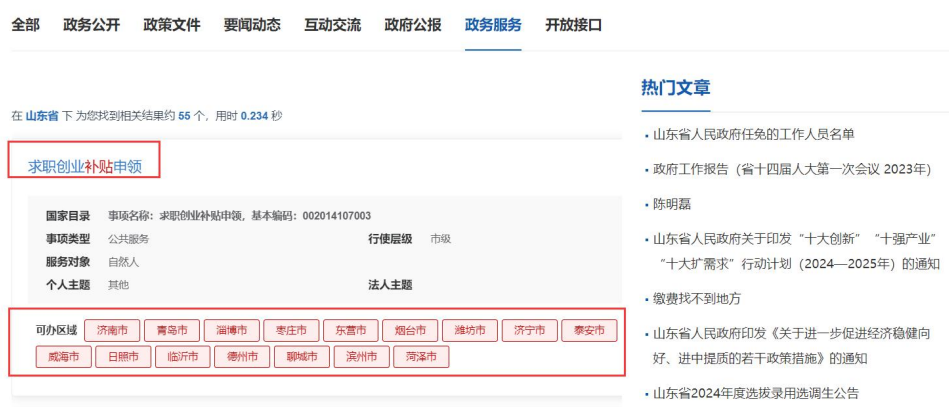 全部 政务公开 政策文件 要闻动态 互动交流 政府公报 政务服务 开放接口
在 山东省 下 为您找到相关结果约 55 个，用时 0.234 秒
求职创业补贴申领
国家目录 事项名称：求职创业补贴申领，基本编码：002014107003
事项类型 公共服务 行使层级 市级
服务对象 自然人
个人主题 其他 法人主题
可办区域 济南市 青岛市 淄博市 枣庄市 东营市 烟台市 潍坊市 济宁市 泰安市
威海市 日照市 临沂市 德州市 聊城市 滨州市 菏泽市
热门文章
• 山东省人民政府任免的工作人员名单
• 政府工作报告（省十四届人大第一次会议 2023年）
• 陈明磊
• 山东省人民政府关于印发“十大创新”“十强产业”
“十大扩需求”行动计划（2024—2025年）的通知
• 缴费找不到地方
• 山东省人民政府印发《关于进一步促进经济稳健向
好、进中提质的若干政策措施》的通知
• 山东省2024年度选拔录用选调生公告